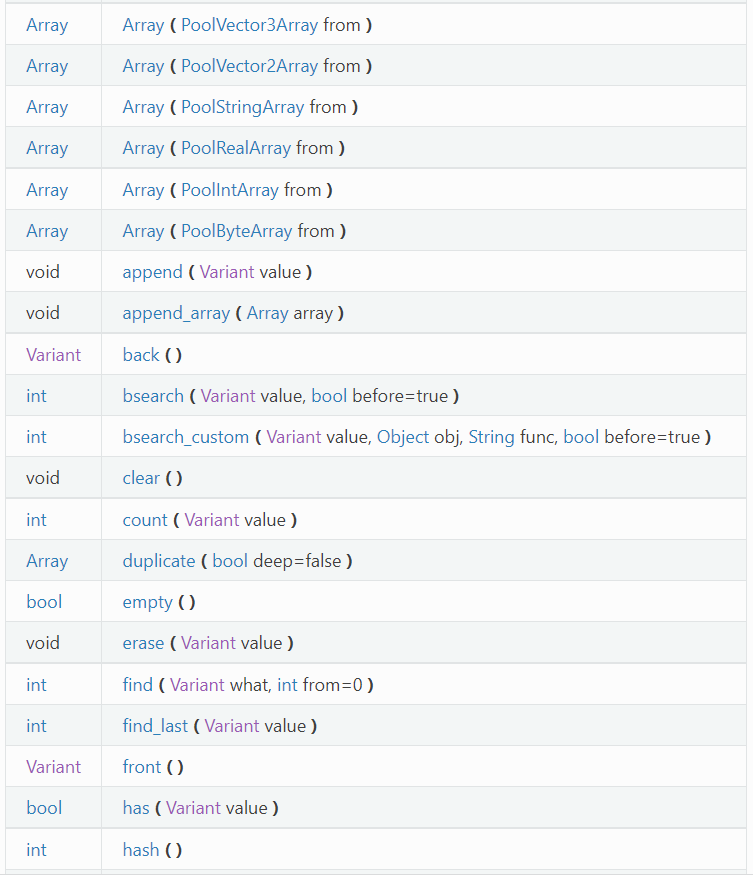 Array Array ( PoolVector3Array from )
Array Array ( PoolVector2Array from )
Array Array ( PoolStringArray from )
Array Array ( PoolRealArray from )
Array Array ( PoolIntArray from )
Array Array ( PoolByteArray from )
void append ( Variant value )
void append_array ( Array array )
Variant back ( )
int bsearch ( Variant value, bool before=true )
int bsearch_custom ( Variant value, Object obj, String func, bool before=true )
void clear ( )
int count ( Variant value )
Array duplicate ( bool deep=false )
bool empty ( )
void erase ( Variant value )
int find ( Variant what, int from=0 )
int find_last ( Variant value )
Variant front ( )
bool has ( Variant value )
int hash ( )